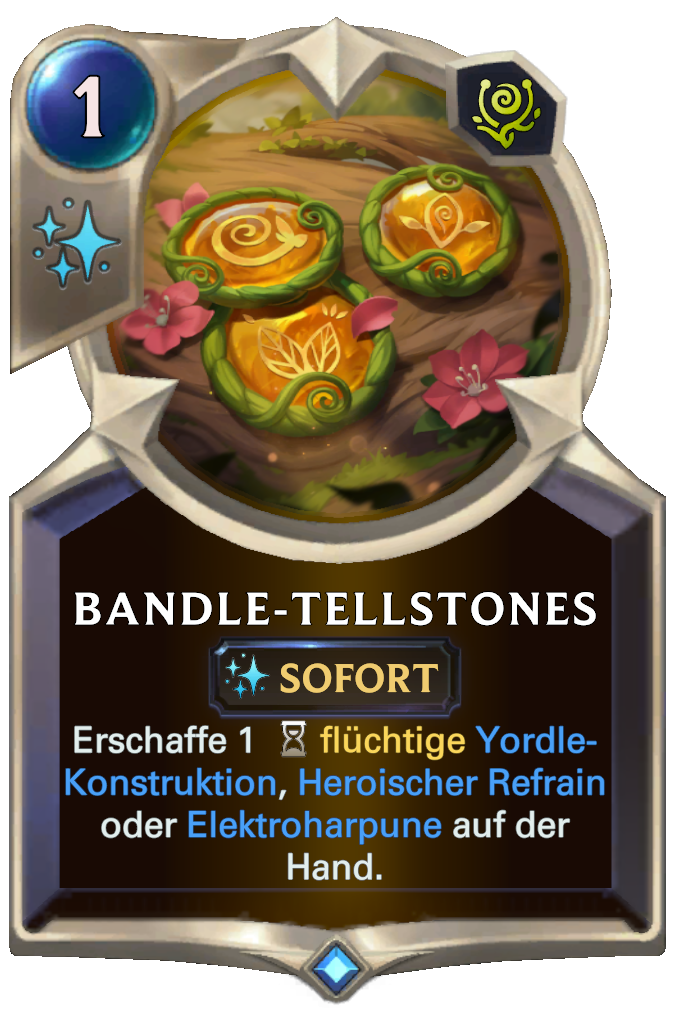 1
BANDLE-TELLSTONES
SOFORT
Erschaffe 1 flüchtige Yordle-
Konstruktion, Heroischer Refrain
oder Elektroharpune auf der
Hand.